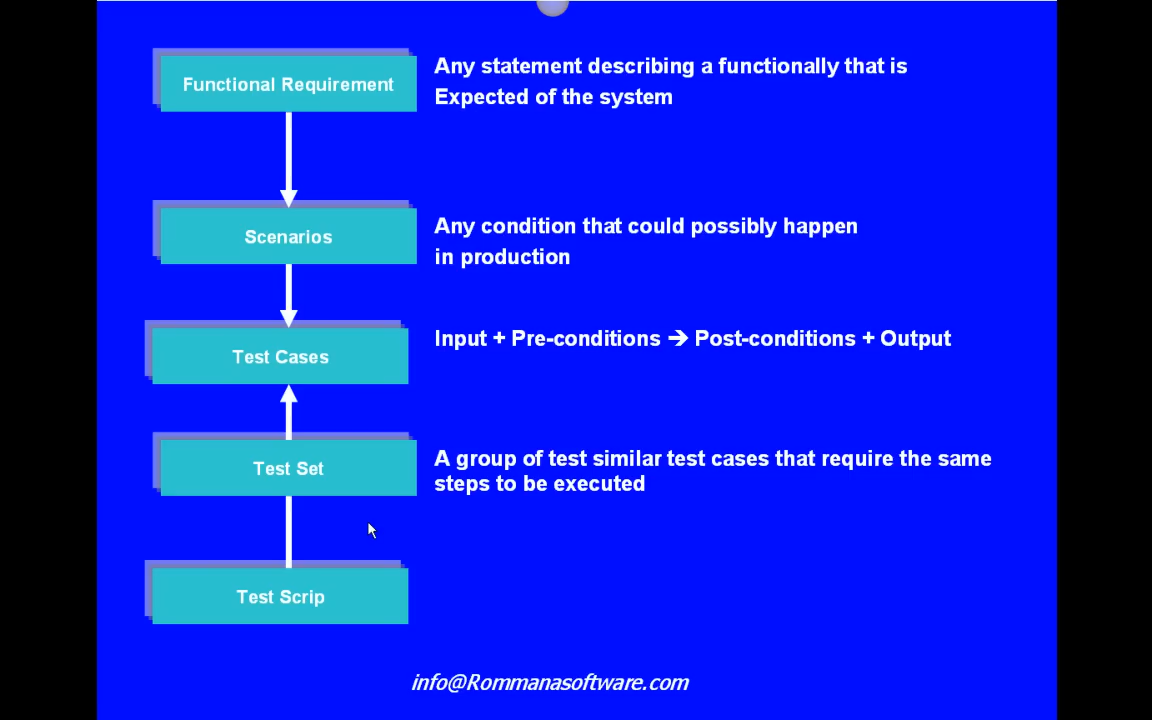 Functional Requirement
Any statement describing a functionally that is
Expected of the system
Scenarios
Any condition that could possibly happen
in production
Test Cases
Input + Pre-conditions ➔ Post-conditions + Output
Test Set
A group of test similar test cases that require the same
steps to be executed
Test Scrip
info@Rommanasoftware.com